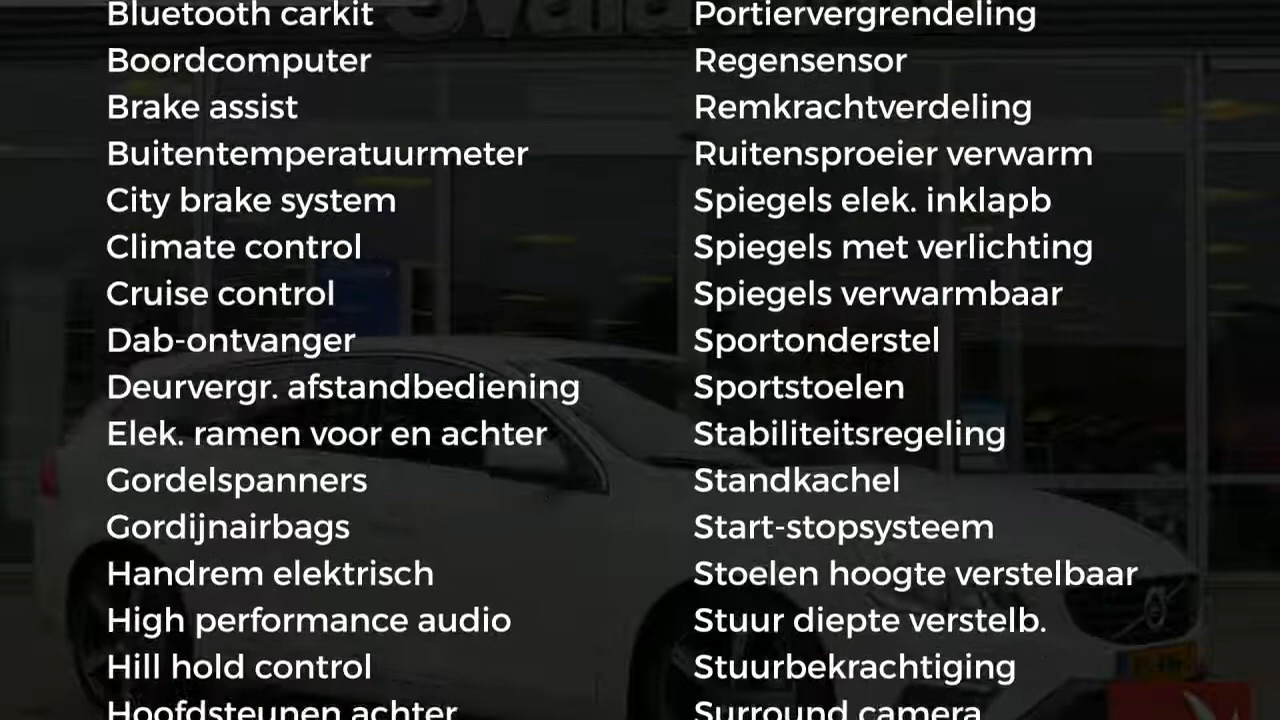 Bluetooth carkit
Boordcomputer
Brake assist
Buitentemperatuurmeter
City brake system
Climate control
Cruise control
Dab-ontvanger
Deurvergr. afstandbediening
Elek. ramen voor en achter
Gordelspanners
Gordijnairbags
Handrem elektrisch
High performance audio
Hill hold control
Hoofdsteunen achter
Portiervergrendeling
Regensensor
Remkrachtverdeling
Ruitensproeier verwarm
Spiegels elek. inklapb
Spiegels met verlichting
Spiegels verwarmbaar
Sportonderstel
Sportstoelen
Stabiliteitsregeling
Standkachel
Start-stopsysteem
Stoelen hoogte verstelbaar
Stuur diepte verstelb.
Stuurbekrachtiging
Surround camera